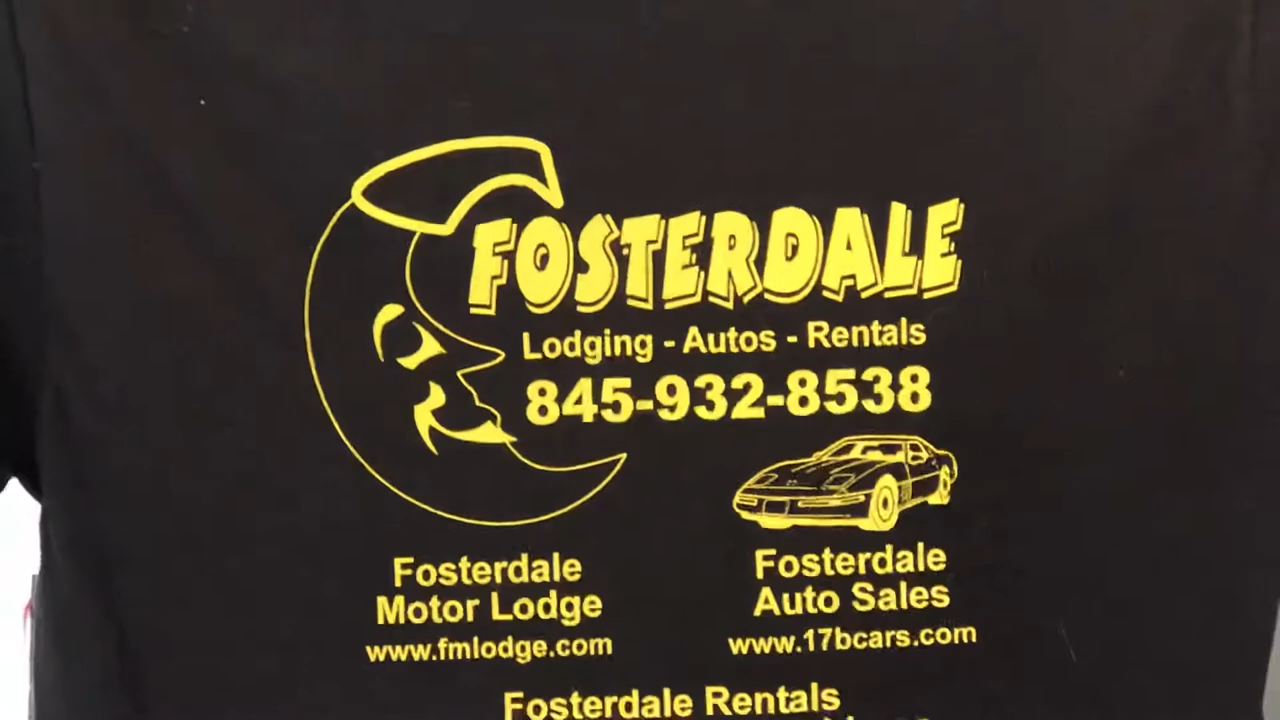 FOSTERDALE
Lodging - Autos - Rentals
845-932-8538
Fosterdale
Motor Lodge
www.fmlodge.com
Fosterdale
Auto Sales
www.17bcars.com
Fosterdale Rentals